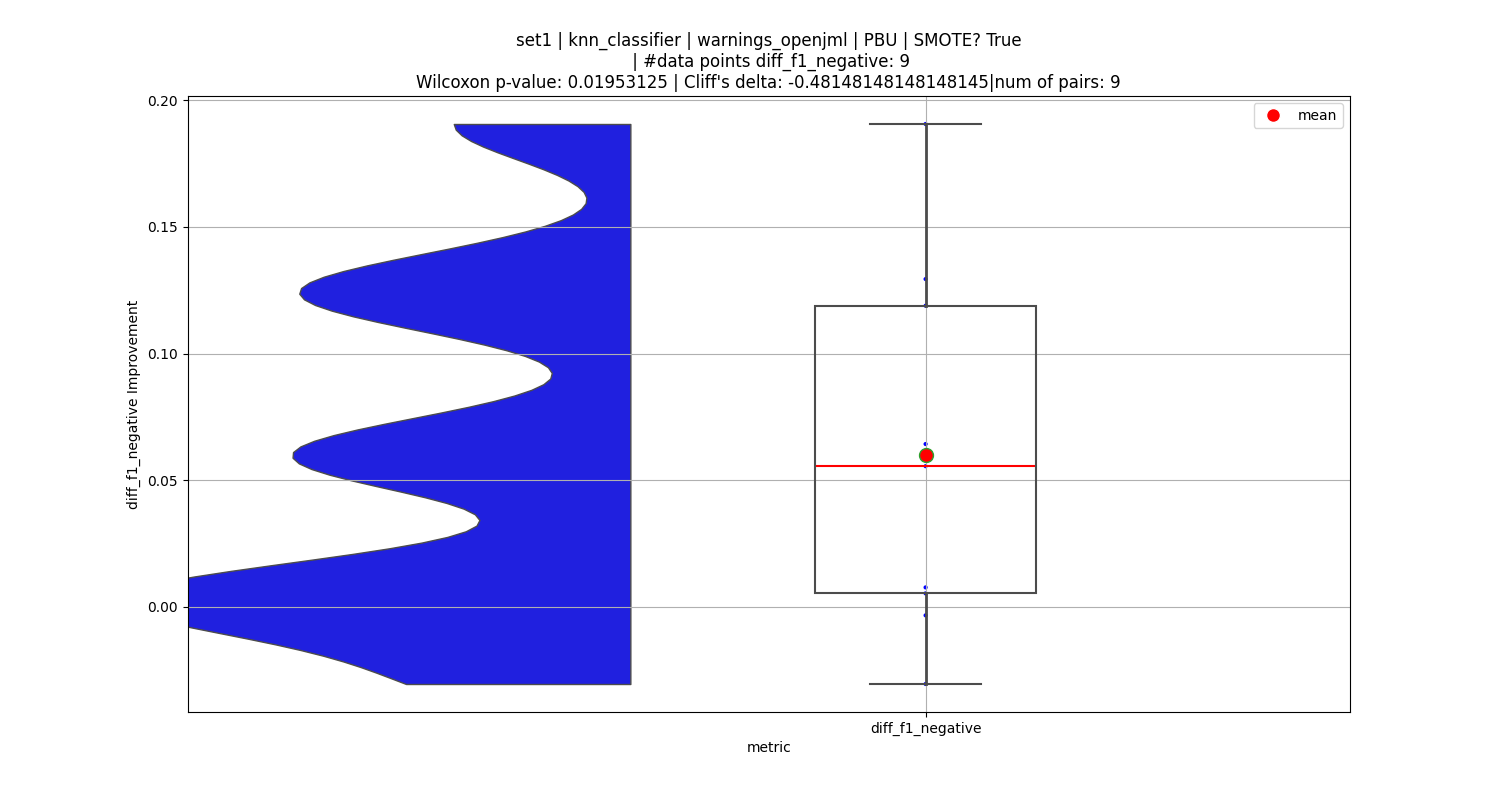 set1 | knn_classifier | warnings_openjml | PBU | SMOTE? True
| #data points diff_f1_negative: 9
Wilcoxon p-value: 0.01953125 | Cliff's delta: -0.48148148148148145|num of pairs: 9
mean
0.20
0.15
0.10
0.05
0.00
diff_f1_negative Improvement
diff_f1_negative
metric